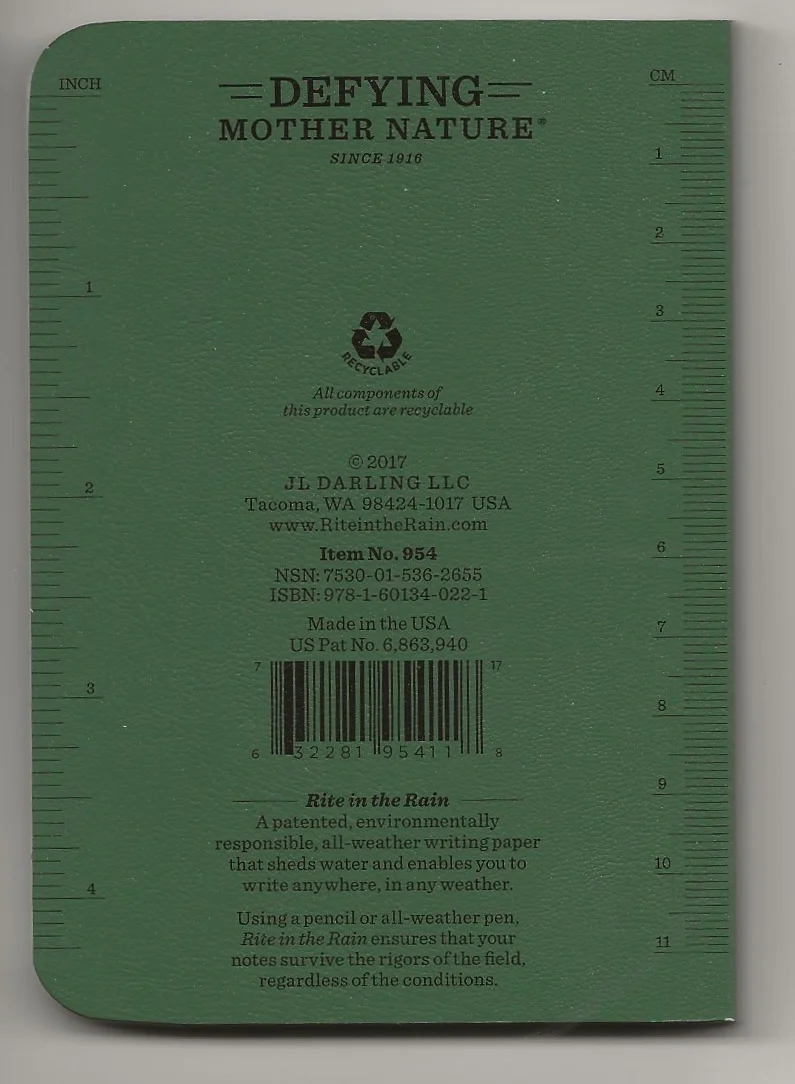 INCH
CM
DEFYING
MOTHER NATURE®
SINCE 1916
1
2
3
4
1
2
3
4
5
6
7
8
9
10
11
RECYCLABLE
All components of
this product are recyclable
© 2017
JL DARLING LLC
Tacoma, WA 98424-1017 USA
www.RiteintheRain.com
Item No. 954
NSN: 7530-01-536-2655
ISBN: 978-1-60134-022-1
Made in the USA
US Pat No. 6,863,940
7 17
6 32281 95411 8
Rite in the Rain
A patented, environmentally
responsible, all-weather writing paper
that sheds water and enables you to
write anywhere, in any weather.
Using a pencil or all-weather pen,
Rite in the Rain ensures that your
notes survive the rigors of the field,
regardless of the conditions.